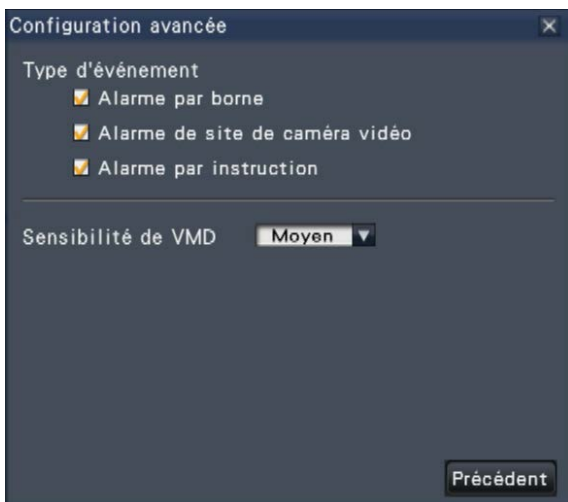 Configuration avancée
Type d'événement
Alarme par borne
Alarme de site de caméra vidéo
Alarme par instruction
Sensibilité de VMD Moyen
Précédent